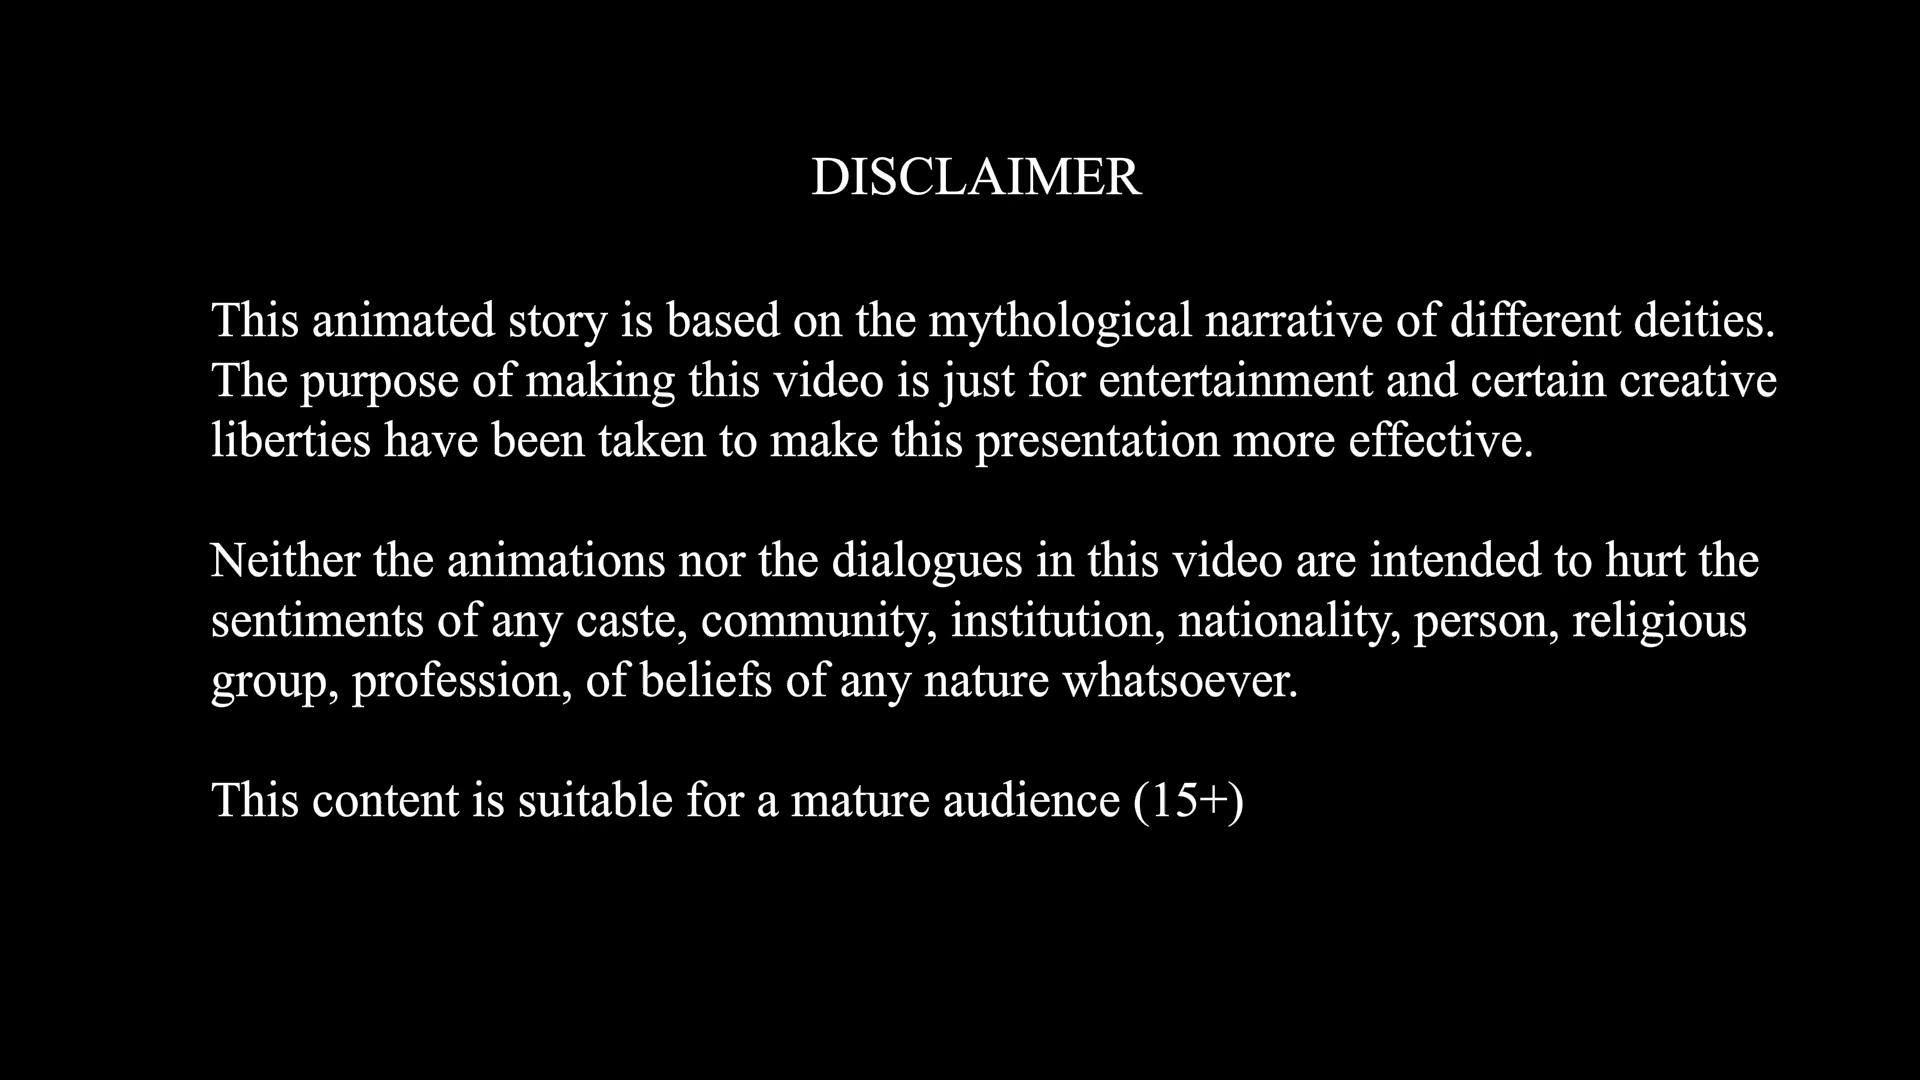 DISCLAIMER
This animated story is based on the mythological narrative of different deities.
The purpose of making this video is just for entertainment and certain creative
liberties have been taken to make this presentation more effective.
Neither the animations nor the dialogues in this video are intended to hurt the
sentiments of any caste, community, institution, nationality, person, religious
group, profession, of beliefs of any nature whatsoever.
This content is suitable for a mature audience (15+)